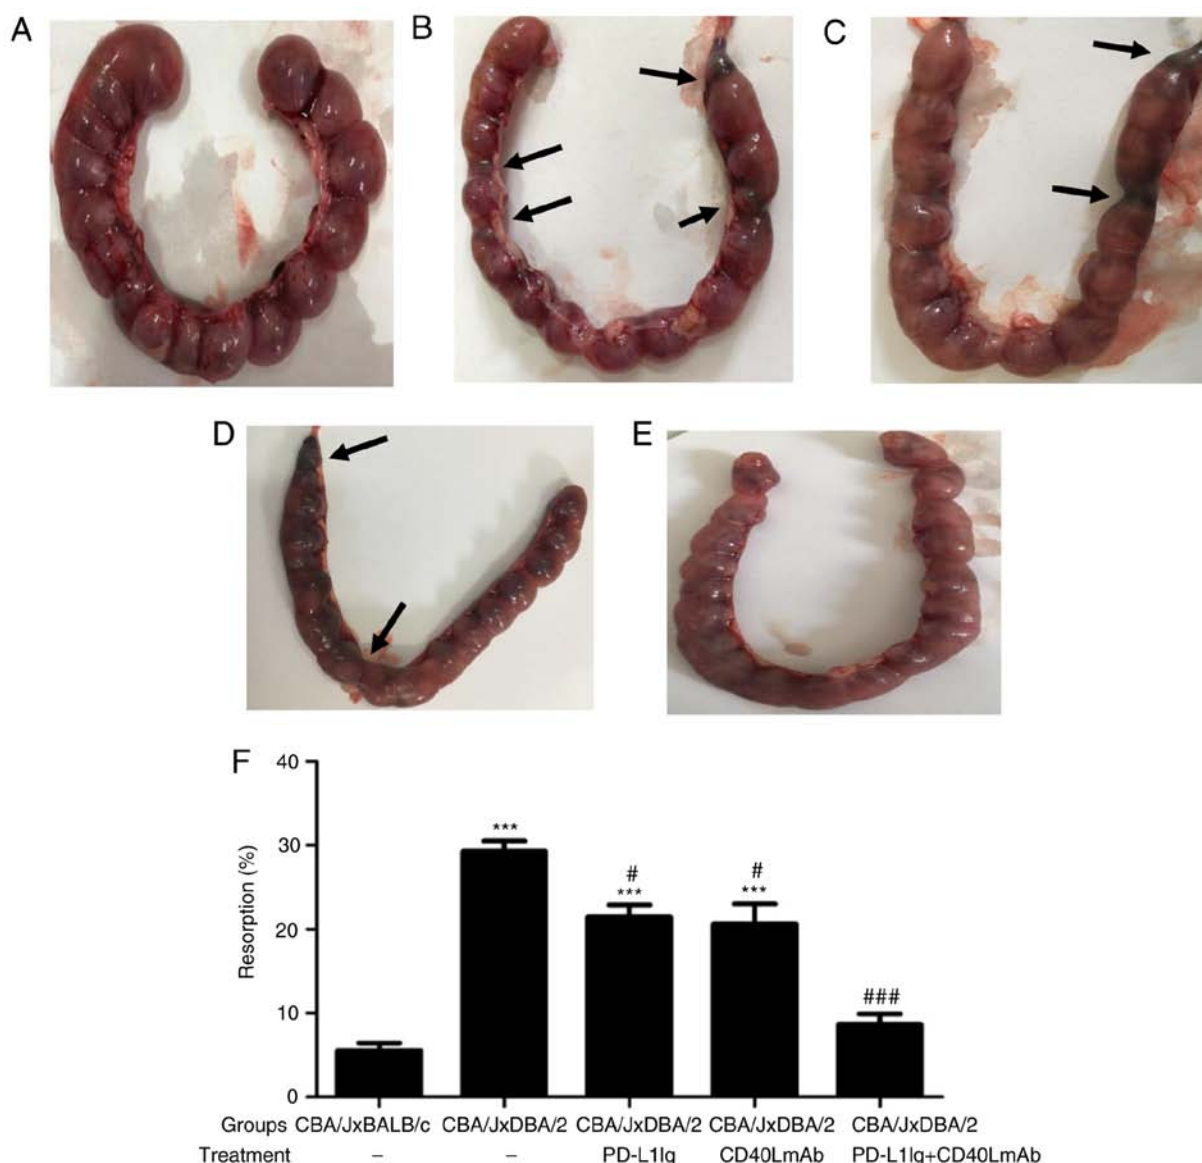 A
B
C
D
E
F
40
30
20
10
0
Resorption (%)
***
#
***
#
***
###
Groups CBA/JxBALB/c CBA/JxDBA/2 CBA/JxDBA/2 CBA/JxDBA/2 CBA/JxDBA/2
Treatment – – PD-L1Ig CD40LmAb PD-L1Ig+CD40LmAb